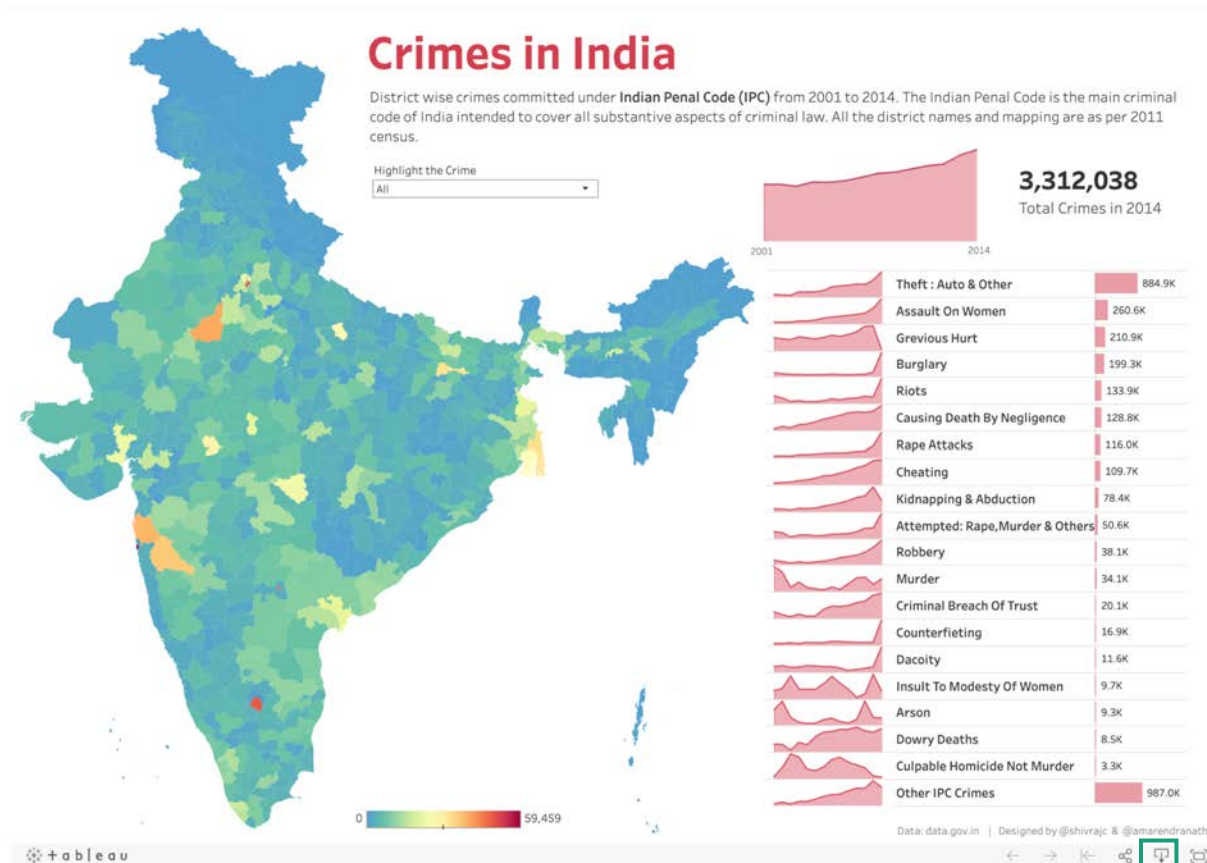 Crimes in India
District wise crimes committed under Indian Penal Code (IPC) from 2001 to 2014. The Indian Penal Code is the main criminal
code of India intended to cover all substantive aspects of criminal law. All the district names and mapping are as per 2011
census.
Highlight the Crime
All
3,312,038
Total Crimes in 2014
2001 2014
Theft : Auto & Other 884.9K
Assault On Women 260.6K
Grevious Hurt 210.9K
Burglary 199.3K
Riots 133.9K
Causing Death By Negligence 128.8K
Rape Attacks 116.0K
Cheating 109.7K
Kidnapping & Abduction 78.4K
Attempted: Rape,Murder & Others 50.6K
Robbery 38.1K
Murder 34.1K
Criminal Breach Of Trust 20.1K
Counterfieting 16.9K
Dacoity 11.6K
Insult To Modesty Of Women 9.7K
Arson 9.3K
Dowry Deaths 8.5K
Culpable Homicide Not Murder 3.3K
Other IPC Crimes 987.0K
0 59,459
Data: data.gov.in | Designed by @shivrajc & @amarendranath
+ableau